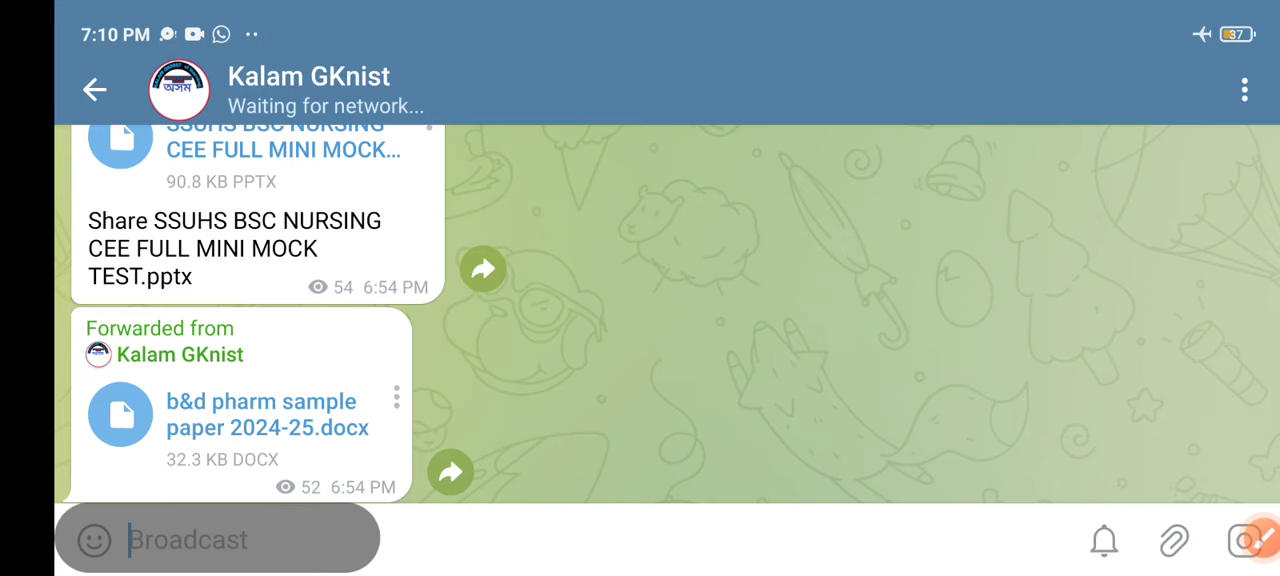 7:10 PM
37
Kalam GKnist
Waiting for network...
অসম
SSUHS BSC NURSING
CEE FULL MINI MOCK...
90.8 KB PPTX
Share SSUHS BSC NURSING
CEE FULL MINI MOCK
TEST.pptx
54 6:54 PM
Forwarded from
Kalam GKnist
b&d pharm sample
paper 2024-25.docx
32.3 KB DOCX
52 6:54 PM
Broadcast